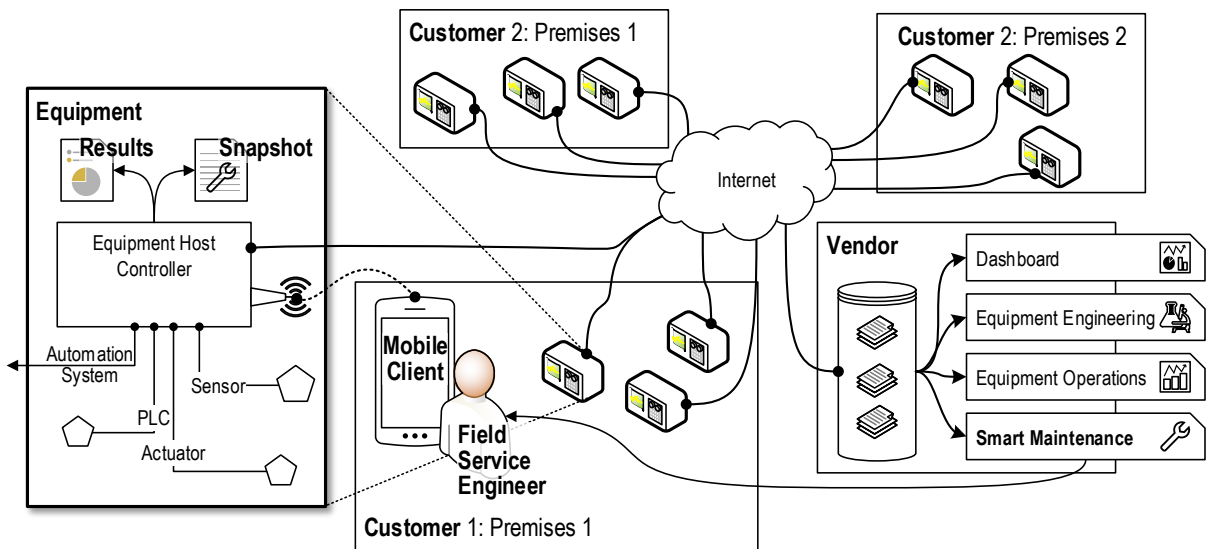 Customer 2: Premises 1
Customer 2: Premises 2
Equipment
Results
Snapshot
Equipment Host
Controller
Automation
System
Sensor
PLC
Actuator
Internet
Mobile
Client
Field
Service
Engineer
Customer 1: Premises 1
Vendor
Dashboard
Equipment Engineering
Equipment Operations
Smart Maintenance